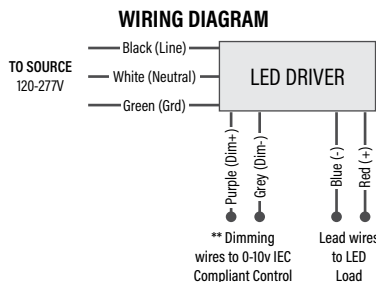 WIRING DIAGRAM
Black (Line)
TO SOURCE
120-277V
White (Neutral)
LED DRIVER
Green (Grd)
Purple (Dim+)
Grey (Dim-)
Blue (-)
Red (+)
** Dimming
wires to 0-10v IEC
Compliant Control
Lead wires
to LED
Load